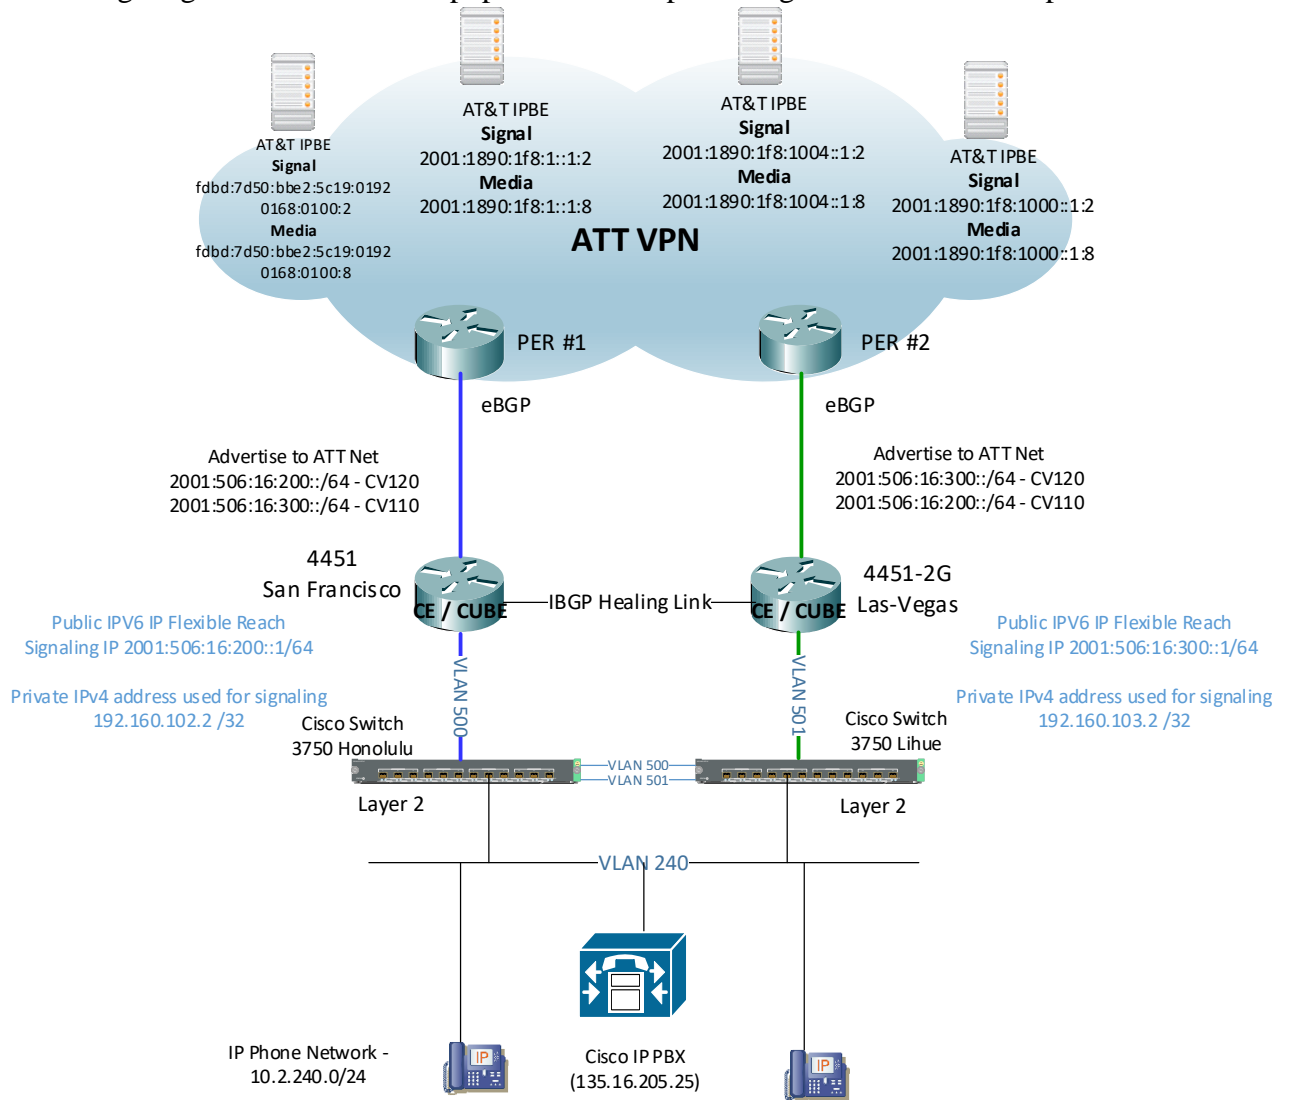 AT&T IPBE
Signal
fdbd:7d50:bbe2:5c19:0192
0168:0100:2
Media
fdbd:7d50:bbe2:5c19:0192
0168:0100:8
AT&T IPBE
Signal
2001:1890:1f8:1::1:2
Media
2001:1890:1f8:1::1:8
AT&T IPBE
Signal
2001:1890:1f8:1004::1:2
Media
2001:1890:1f8:1004::1:8
AT&T IPBE
Signal
2001:1890:1f8:1000::1:2
Media
2001:1890:1f8:1000::1:8
ATT VPN
PER #1
PER #2
eBGP
eBGP
Advertise to ATT Net
2001:506:16:200::/64 - CV120
2001:506:16:300::/64 - CV110
Advertise to ATT Net
2001:506:16:300::/64 - CV120
2001:506:16:200::/64 - CV110
4451
San Francisco
CE / CUBE
IBGP Healing Link
CE / CUBE
4451-2G
Las-Vegas
Public IPV6 IP Flexible Reach
Signaling IP 2001:506:16:200::1/64
Private IPv4 address used for signaling
192.160.102.2 /32
Public IPV6 IP Flexible Reach
Signaling IP 2001:506:16:300::1/64
Private IPv4 address used for signaling
192.160.103.2 /32
VLAN 500
VLAN 501
Cisco Switch
3750 Honolulu
Cisco Switch
3750 Lihue
VLAN 500
VLAN 501
Layer 2
Layer 2
VLAN 240
IP Phone Network -
10.2.240.0/24
IP
Cisco IP PBX
(135.16.205.25)
IP